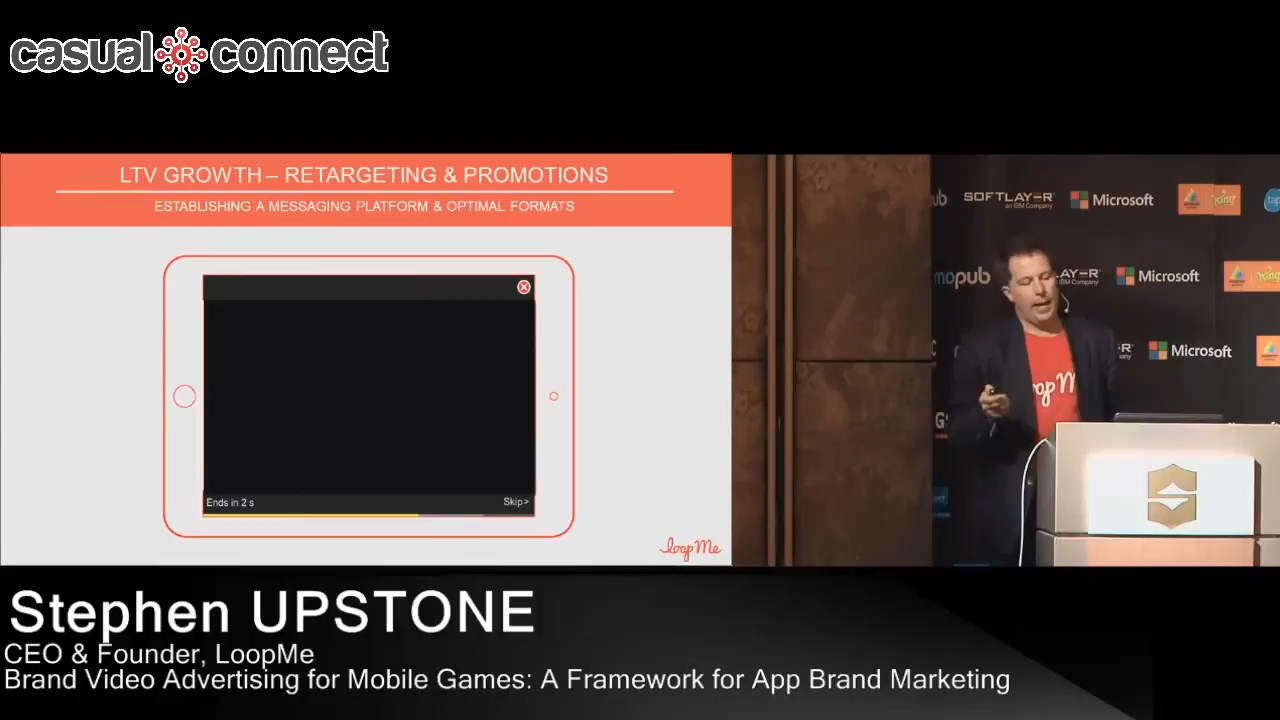 casual connect
LTV GROWTH – RETARGETING & PROMOTIONS
ESTABLISHING A MESSAGING PLATFORM & OPTIMAL FORMATS
Ends in 2 s
Skip >
loopMe
SOFTLAYER
an IBM Company
Microsoft
King
mopub
Microsoft
Microsoft
Stephen UPSTONE
CEO & Founder, LoopMe
Brand Video Advertising for Mobile Games: A Framework for App Brand Marketing